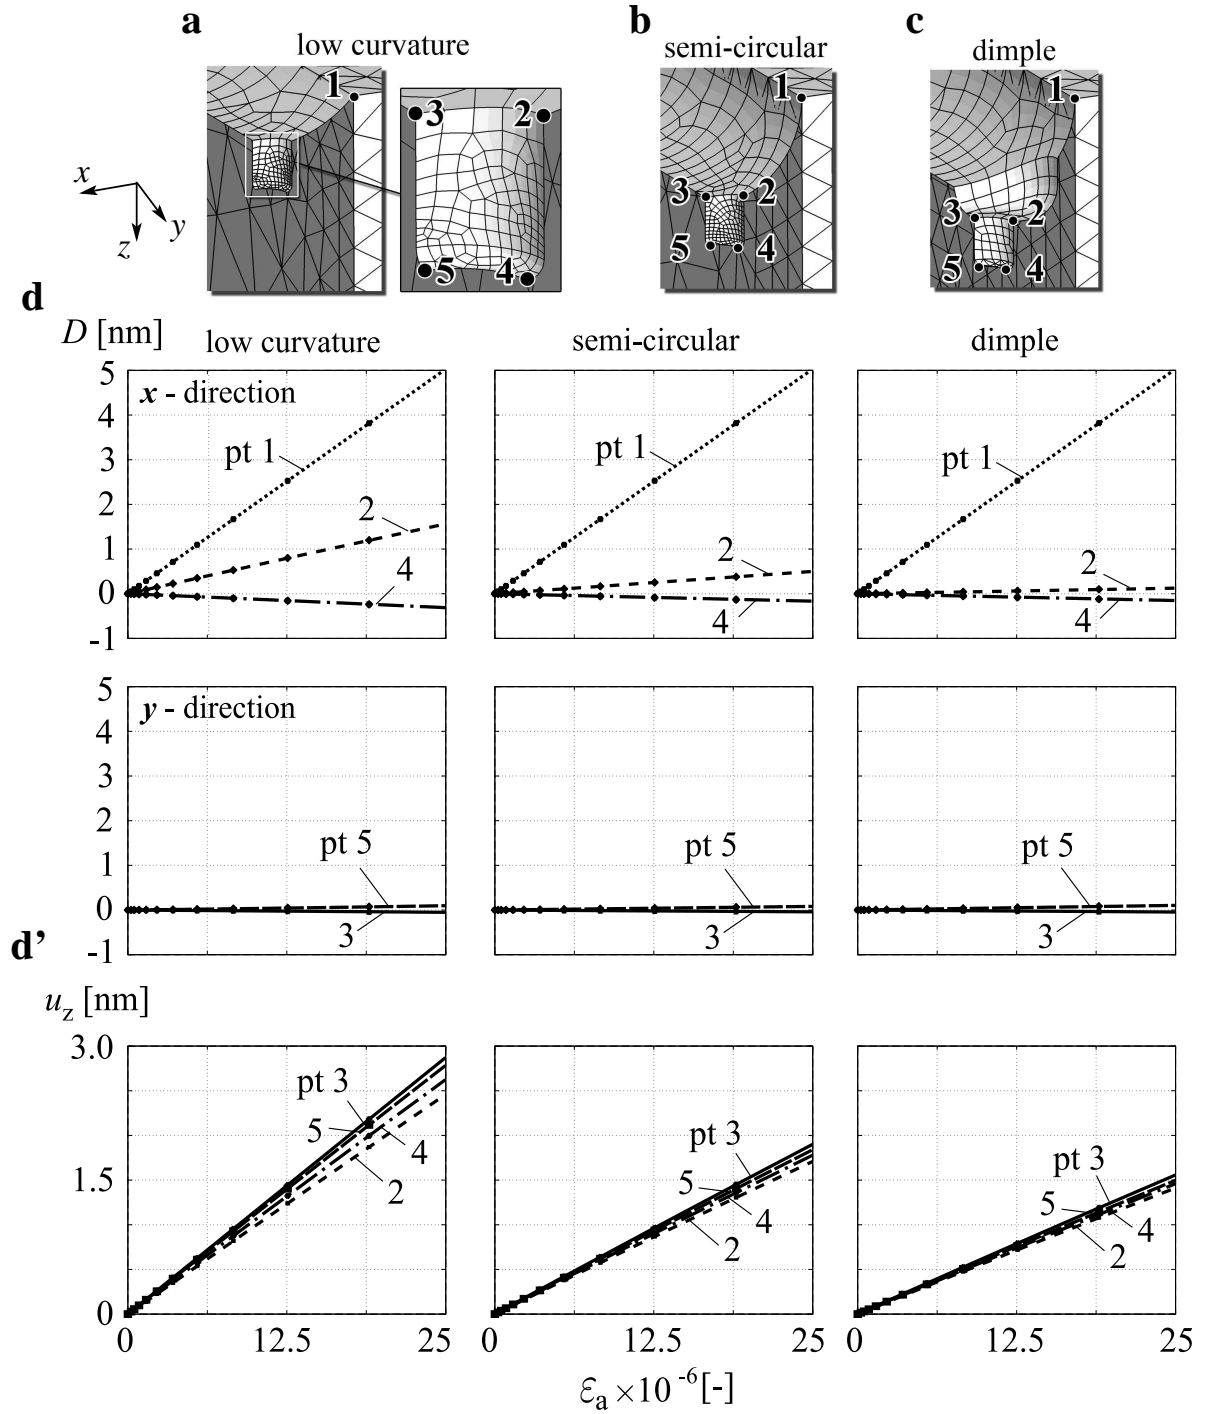 a
low curvature
b
semi-circular
c
dimple
1
3
2
5
4
1
3
2
5
4
1
3
2
5
4
x
y
z
d
D [nm]
low curvature
semi-circular
dimple
5
4
3
2
1
0
-1
x - direction
pt 1
2
4
pt 1
2
4
pt 1
2
4
5
4
3
2
1
0
-1
y - direction
pt 5
3
pt 5
3
pt 5
3
d’
u_z [nm]
3.0
1.5
0
pt 3
5
4
2
pt 3
5
4
2
pt 3
5
4
2
0 12.5 25
0 12.5 25
0 12.5 25
ε_a ×10⁻⁶[-]